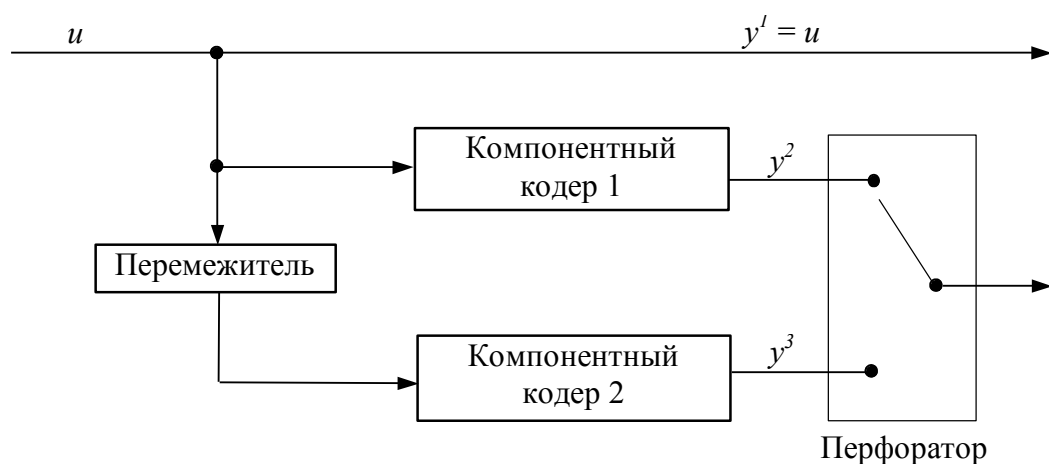 u
y¹ = u
Компонентный
кодер 1
y²
Перемежитель
Компонентный
кодер 2
y³
Перфоратор